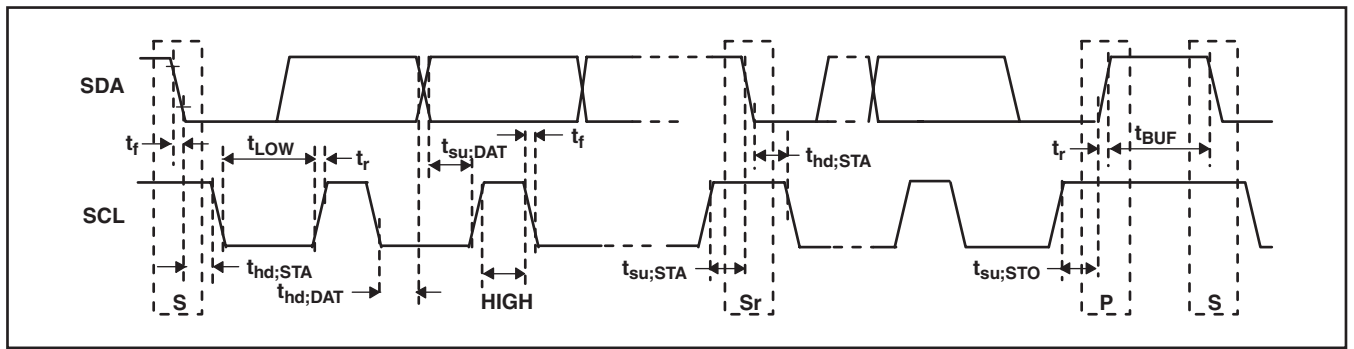 SDA
t_f
t_LOW
t_r
t_su;DAT
t_f
t_hd;STA
t_r
t_BUF
SCL
t_hd;STA
t_hd;DAT
t_su;STA
t_su;STO
S
HIGH
Sr
P
S